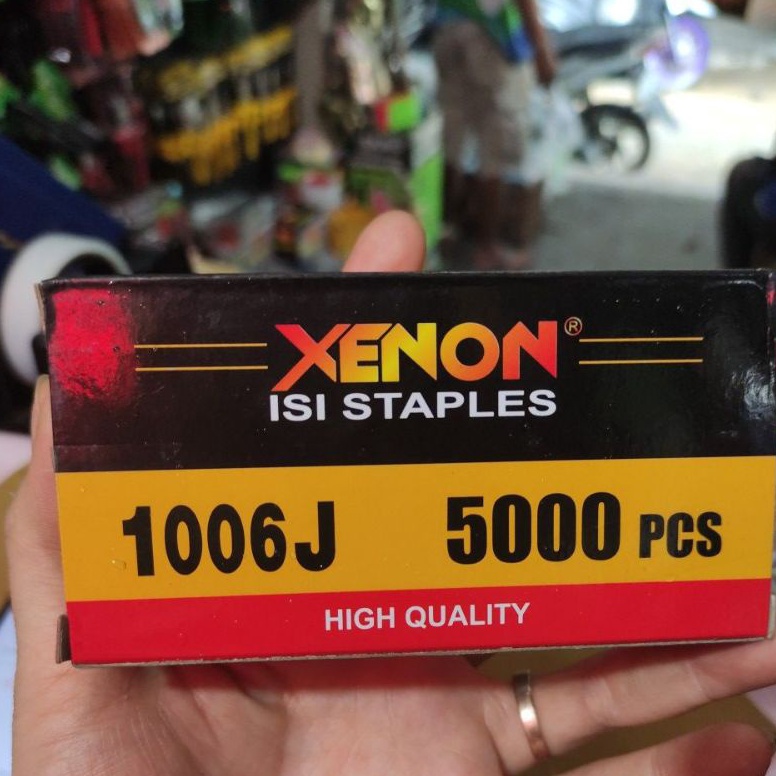 XENON®
ISI STAPLES
1006J 5000 PCS
HIGH QUALITY